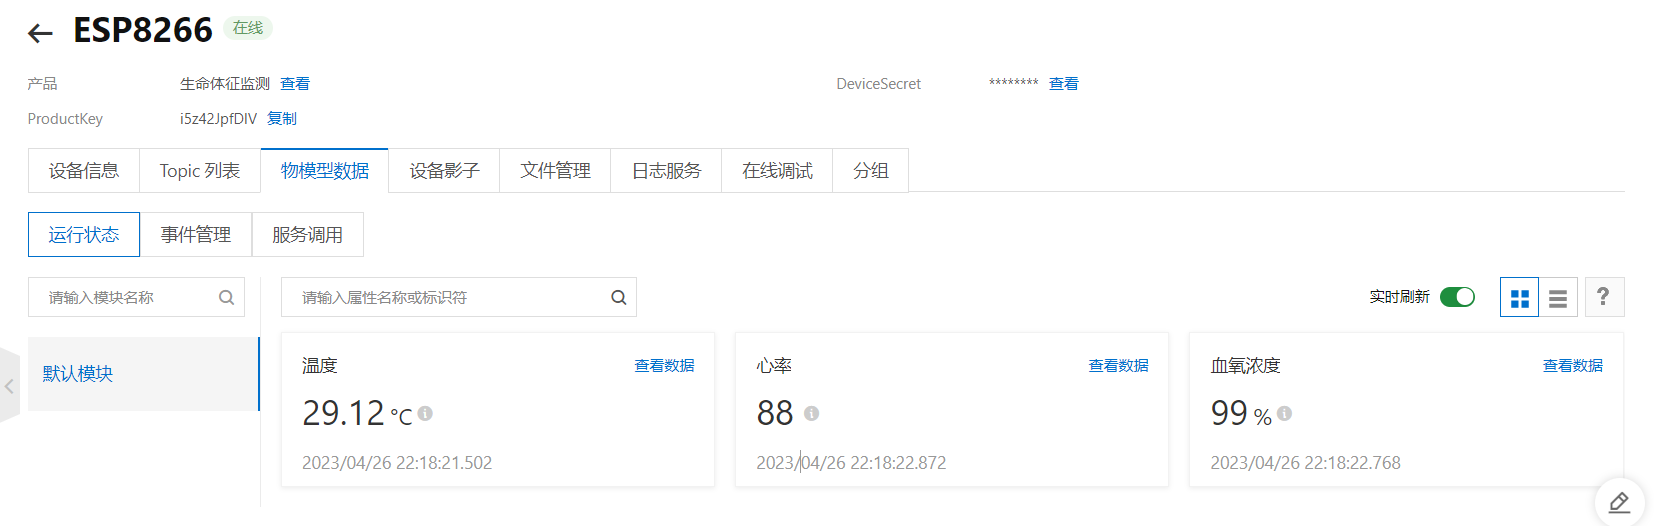 ESP8266 在线
产品 生命体征监测 查看 DeviceSecret ******** 查看
ProductKey i5z42JpfDIV 复制
设备信息 Topic 列表 物模型数据 设备影子 文件管理 日志服务 在线调试 分组
运行状态 事件管理 服务调用
请输入模块名称 请输入属性名称或标识符 实时刷新 ?
默认模块
温度 查看数据 心率 查看数据 血氧浓度 查看数据
29.12 °C 88 99 %
2023/04/26 22:18:21.502 2023/04/26 22:18:22.872 2023/04/26 22:18:22.768